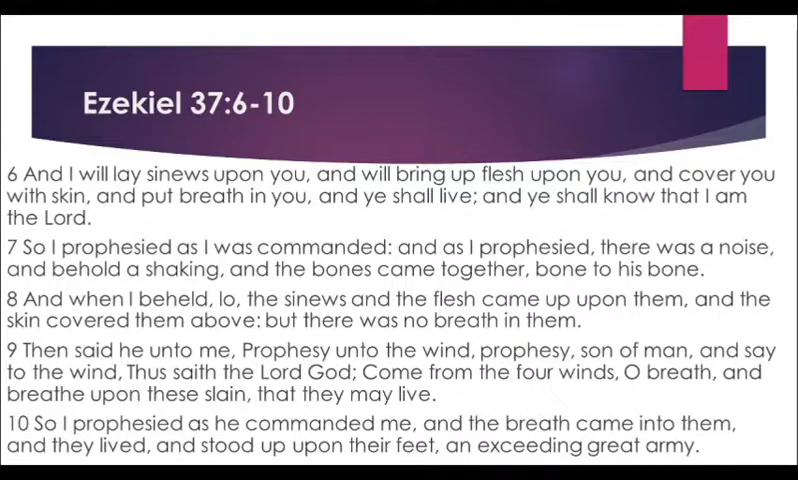 Ezekiel 37:6-10
6 And I will lay sinews upon you, and will bring up flesh upon you, and cover you
with skin, and put breath in you, and ye shall live; and ye shall know that I am
the Lord.
7 So I prophesied as I was commanded: and as I prophesied, there was a noise,
and behold a shaking, and the bones came together, bone to his bone.
8 And when I beheld, lo, the sinews and the flesh came up upon them, and the
skin covered them above: but there was no breath in them.
9 Then said he unto me, Prophesy unto the wind, prophesy, son of man, and say
to the wind, Thus saith the Lord God; Come from the four winds, O breath, and
breathe upon these slain, that they may live.
10 So I prophesied as he commanded me, and the breath came into them,
and they lived, and stood up upon their feet, an exceeding great army.